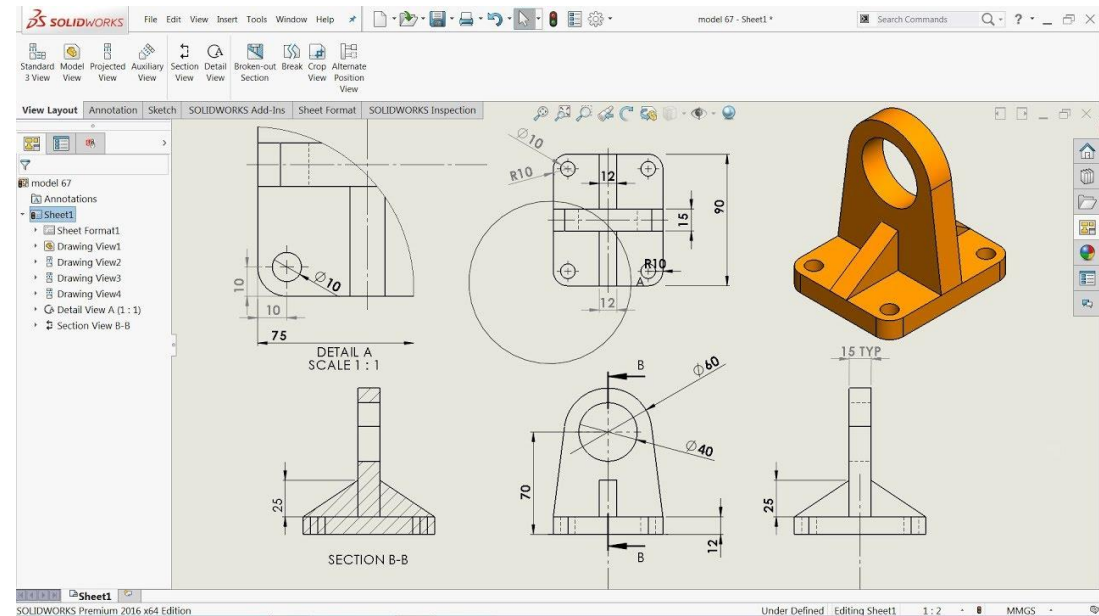 SOLIDWORKS File Edit View Insert Tools Window Help model 67 - Sheet1 * Search Commands ?
Standard 3 View
Model View
Projected View
Auxiliary View
Section View
Detail View
Broken-out Section
Break
Crop View
Alternate Position View
View Layout Annotation Sketch SOLIDWORKS Add-Ins Sheet Format SOLIDWORKS Inspection
model 67
Annotations
Sheet1
Sheet Format1
Drawing View1
Drawing View2
Drawing View3
Drawing View4
Detail View A (1 : 1)
Section View B-B
10
Ø10
10
75
DETAIL A
SCALE 1 : 1
Ø10
R10
12
15
90
R10
A
12
25
SECTION B-B
B
Ø60
Ø40
70
12
B
15 TYP
25
Sheet1
SOLIDWORKS Premium 2016 x64 Edition Under Defined Editing Sheet1 1 : 2 MMGS